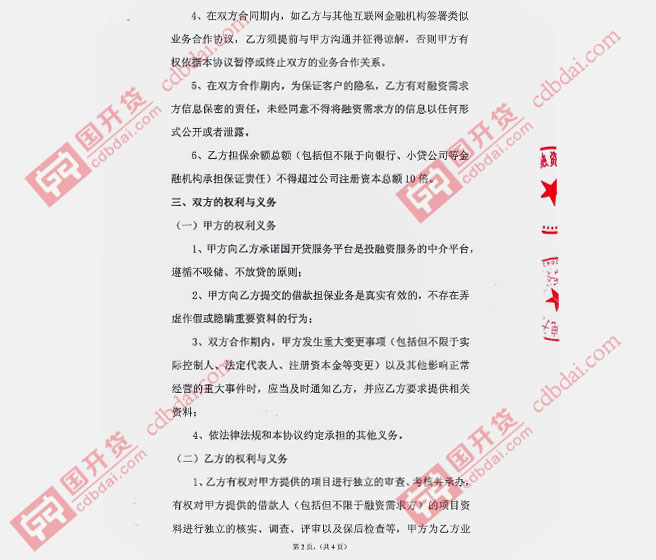 4、在双方合同期内，如乙方与其他互联网金融机构签署类似
业务合作协议，乙方须提前与甲方沟通并征得谅解，否则甲方有
权依据本协议暂停或终止双方的业务合作关系。
5、在双方合作期内，为保证客户的隐私，乙方有对融资需求
方信息保密的责任，未经同意不得将融资需求方的信息以任何形
式公开或者泄露。
6、乙方担保余额总额（包括但不限于向银行、小贷公司等金
融机构承担保证责任）不得超过公司注册资本总额10倍。
三、双方的权利与义务
（一）甲方的权利义务
1、甲方向乙方承诺国开贷服务平台是投融资服务的中介平台，
遵循不吸储、不放贷的原则；
2、甲方向乙方提交的借款担保业务是真实有效的，不存在弄
虚作假或隐瞒重要资料的行为；
3、双方合作期内，甲方发生重大变更事项（包括但不限于实
际控制人、法定代表人、注册资本金等变更）以及其他影响正常
经营的重大事件时，应当及时通知乙方，并应乙方要求提供相关
资料；
4、依法律法规和本协议约定承担的其他义务。
（二）乙方的权利与义务
1、乙方有权对甲方提供的项目进行独立的审查、考核并承办，
有权对甲方提供的借款人（包括但不限于融资需求方）的项目资
料进行独立的核实、调查、评审以及保后检查等，甲方为乙方业
第2页，（共4页）
国开贷
cdbdai.com
国开贷
cdbdai.com
国开贷
cdbdai.com
国开贷
cdbdai.com
国开贷
cdbdai.com
国开贷
cdbdai.com
cdbdai.com
cdbdai.com